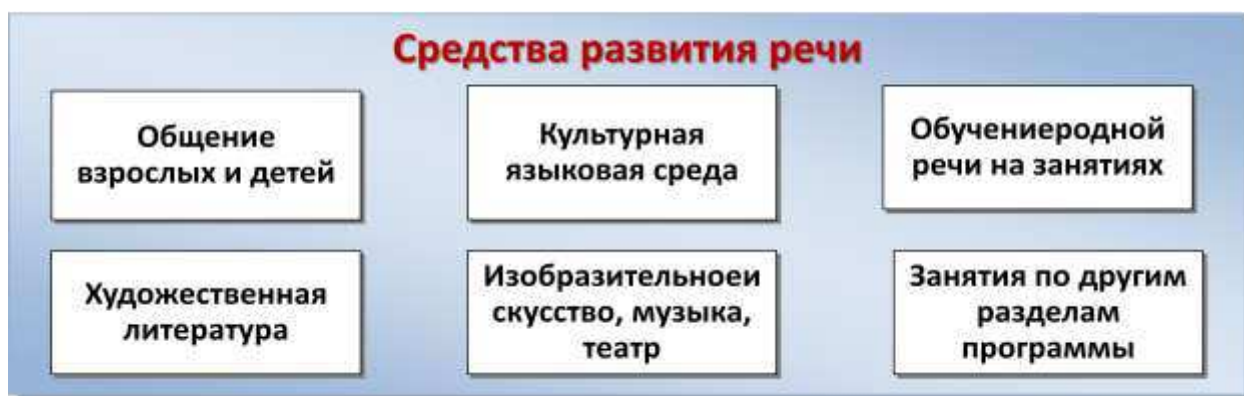 Средства развития речи
Общение
взрослых и детей
Культурная
языковая среда
Обучениеродной
речи на занятиях
Художественная
литература
Изобразительноеи
скусство, музыка,
театр
Занятия по другим
разделам
программы